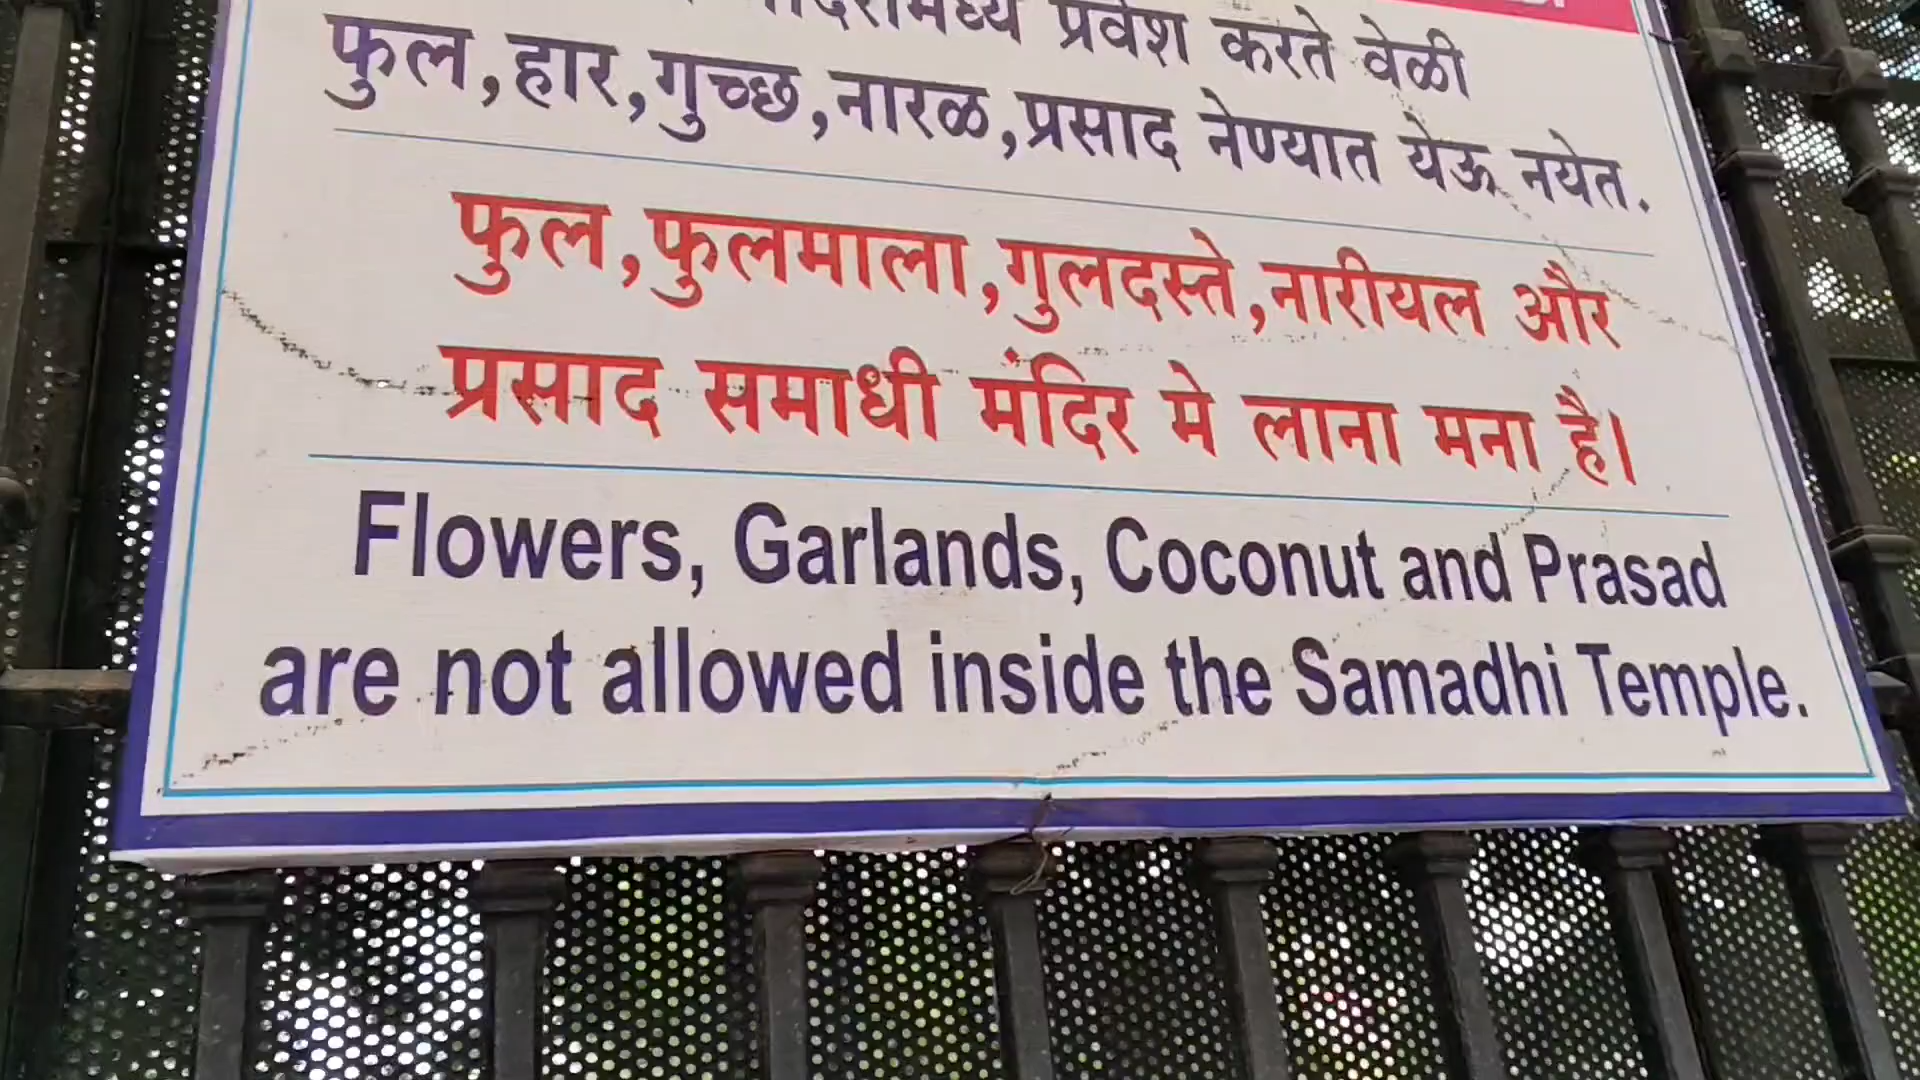 प्रवेश करते वेळी
फुल,हार,गुच्छ,नारळ,प्रसाद नेण्यात येऊ नयेत.
फुल,फुलमाला,गुलदस्ते,नारीयल और
प्रसाद समाधी मंदिर मे लाना मना है।
Flowers, Garlands, Coconut and Prasad
are not allowed inside the Samadhi Temple.